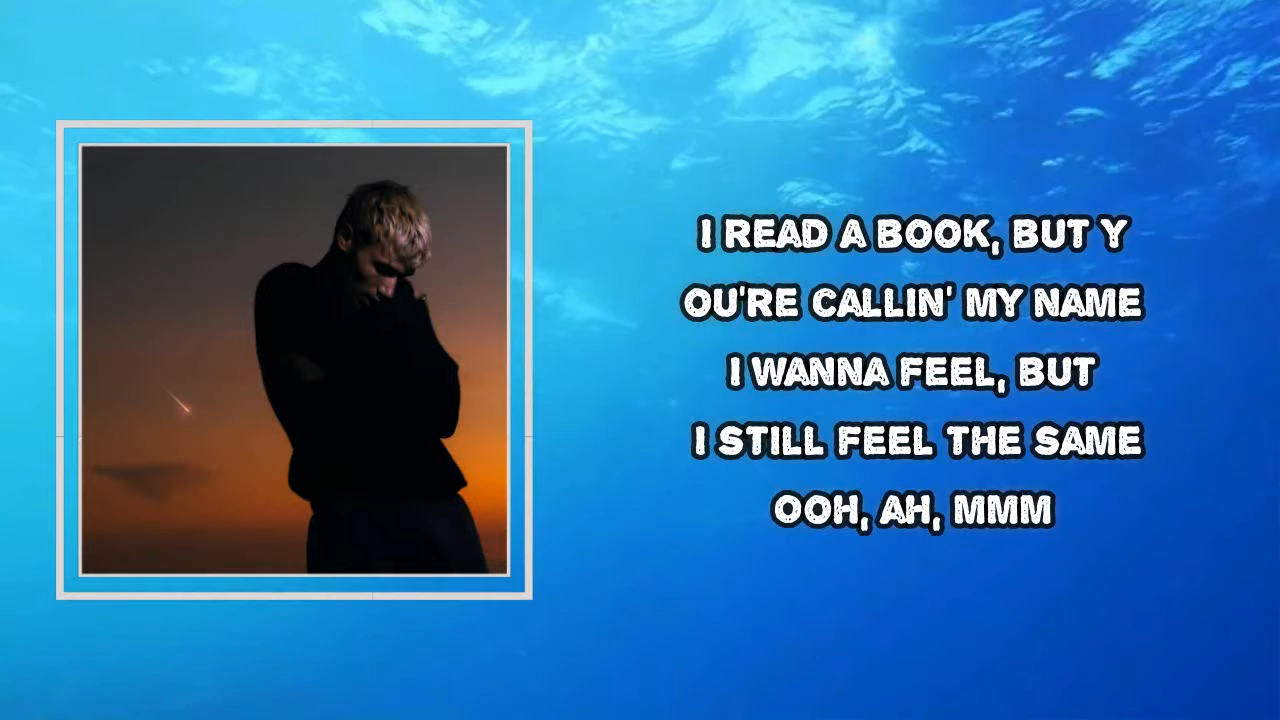 I READ A BOOK, BUT Y
OU'RE CALLIN' MY NAME
I WANNA FEEL, BUT
I STILL FEEL THE SAME
OOH, AH, MMM